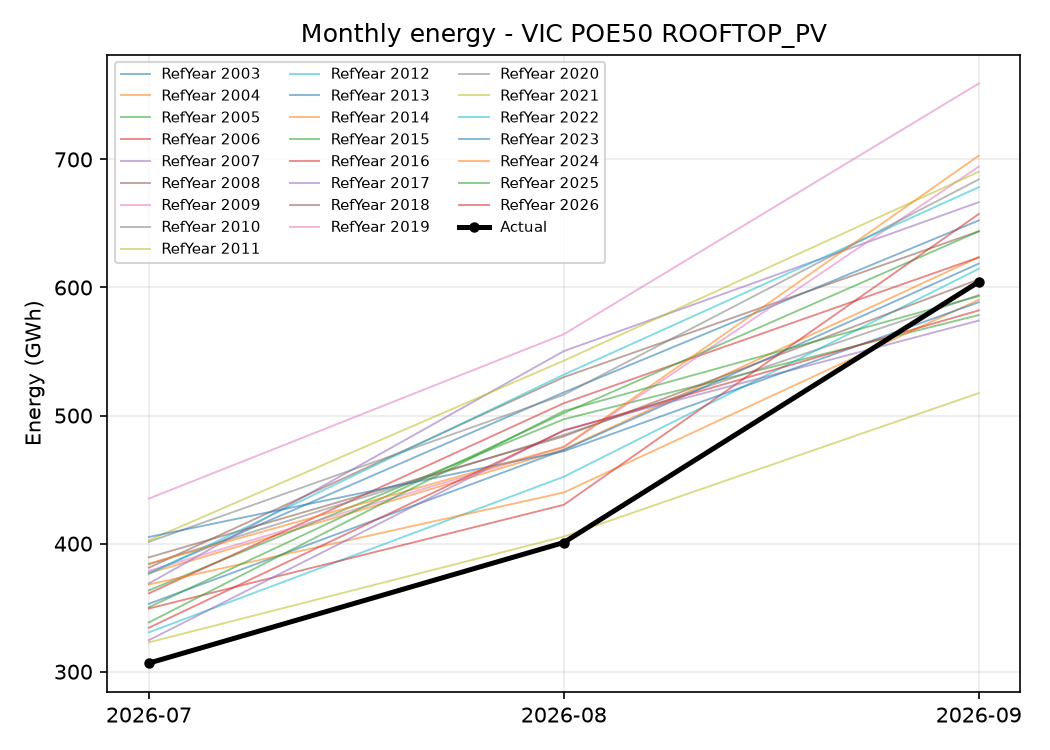 Monthly energy - VIC POE50 ROOFTOP_PV
RefYear 2003
RefYear 2004
RefYear 2005
RefYear 2006
RefYear 2007
RefYear 2008
RefYear 2009
RefYear 2010
RefYear 2011
RefYear 2012
RefYear 2013
RefYear 2014
RefYear 2015
RefYear 2016
RefYear 2017
RefYear 2018
RefYear 2019
RefYear 2020
RefYear 2021
RefYear 2022
RefYear 2023
RefYear 2024
RefYear 2025
RefYear 2026
Actual
Energy (GWh)
700
600
500
400
300
2026-07
2026-08
2026-09